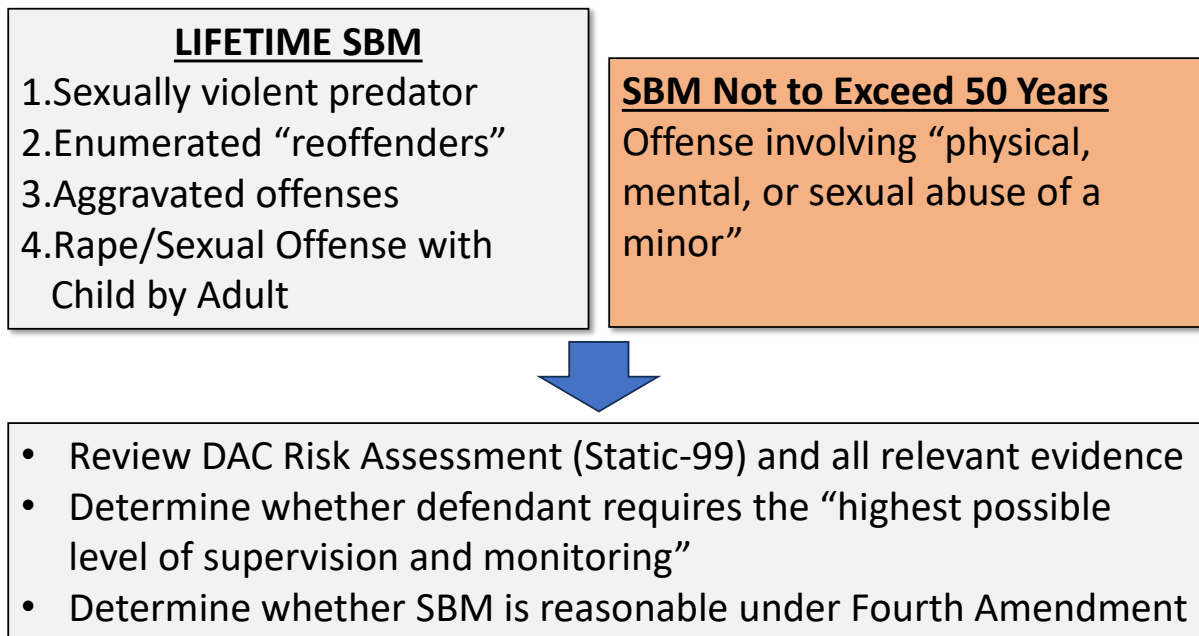 LIFETIME SBM
1.Sexually violent predator
2.Enumerated “reoffenders”
3.Aggravated offenses
4.Rape/Sexual Offense with
Child by Adult
SBM Not to Exceed 50 Years
Offense involving “physical,
mental, or sexual abuse of a
minor”
• Review DAC Risk Assessment (Static-99) and all relevant evidence
• Determine whether defendant requires the “highest possible
level of supervision and monitoring”
• Determine whether SBM is reasonable under Fourth Amendment